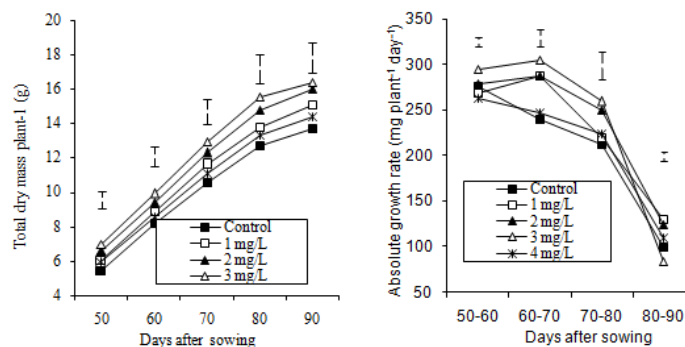 Total dry mass plant-1 (g)
18
16
14
12
10
8
6
4
50 60 70 80 90
Days after sowing
Control
1 mg/L
2 mg/L
3 mg/L
Absolute growth rate (mg plant⁻¹ day⁻¹)
350
300
250
200
150
100
50
50-60 60-70 70-80 80-90
Days after sowing
Control
1 mg/L
2 mg/L
3 mg/L
4 mg/L